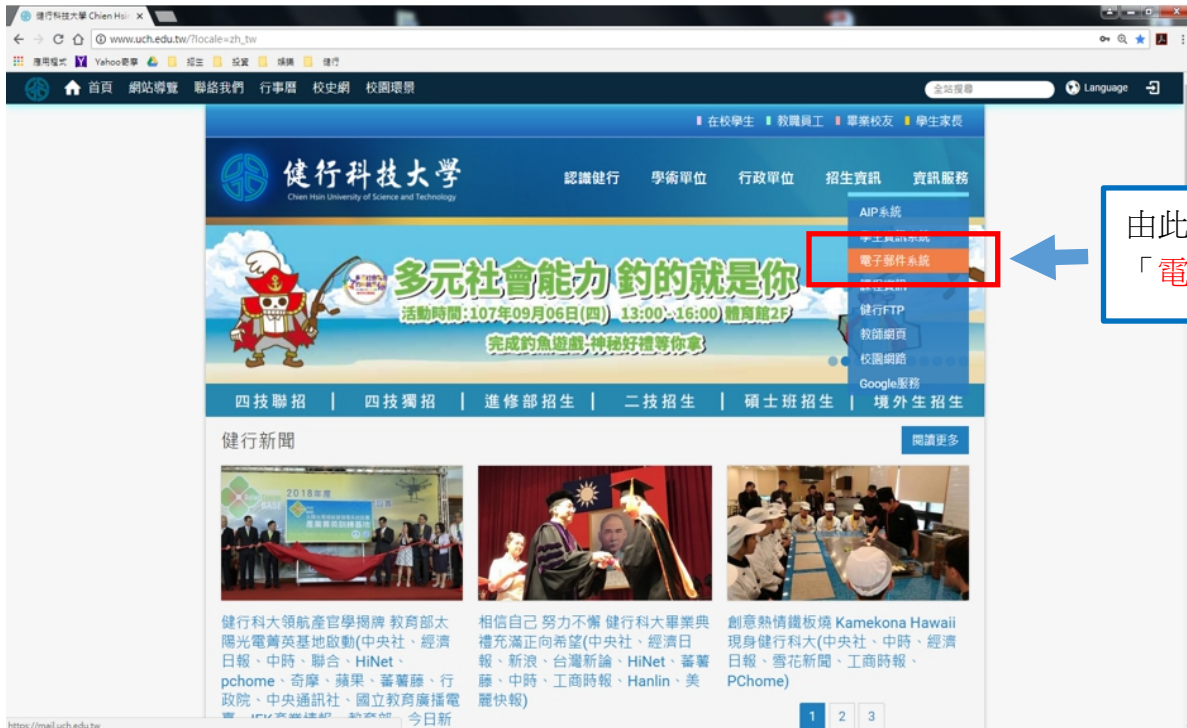 健行科技大學 Chien Hsin
www.uch.edu.tw/?locale=zh_tw
應用程式 Yahoo奇摩 招生 投資 娛樂 健行
首頁 網站導覽 聯絡我們 行事曆 校史網 校園環景 全站搜尋 Language
在校學生 教職員工 畢業校友 學生家長
健行科技大學
Chien Hsin University of Science and Technology
認識健行 學術單位 行政單位 招生資訊 資訊服務
AIP系統
學生資訊系統
電子郵件系統
課程資訊
健行FTP
教師網頁
校園網路
Google服務
由此
「電
多元社會能力 釣的就是你
活動時間:107年09月06日(四) 13:00~16:00 體育館2F
完成釣魚遊戲,神秘好禮等你拿
四技聯招 | 四技獨招 | 進修部招生 | 二技招生 | 碩士班招生 | 境外生招生
健行新聞
閱讀更多
2018年度
產業菁英訓練基地
健行科大領航產官學揭牌 教育部太
陽光電菁英基地啟動(中央社、經濟
日報、中時、聯合、HiNet、
pchome、奇摩、蘋果、蕃薯藤、行
政院、中央通訊社、國立教育廣播電
相信自己 努力不懈 健行科大畢業典
禮充滿正向希望(中央社、經濟日
報、新浪、台灣新論、HiNet、蕃薯
藤、中時、工商時報、Hanlin、美
麗快報)
創意熱情鐵板燒 Kamekona Hawaii
現身健行科大(中央社、中時、經濟
日報、雪花新聞、工商時報、
PChome)
1 2 3
https://mail.uch.edu.tw
今日新